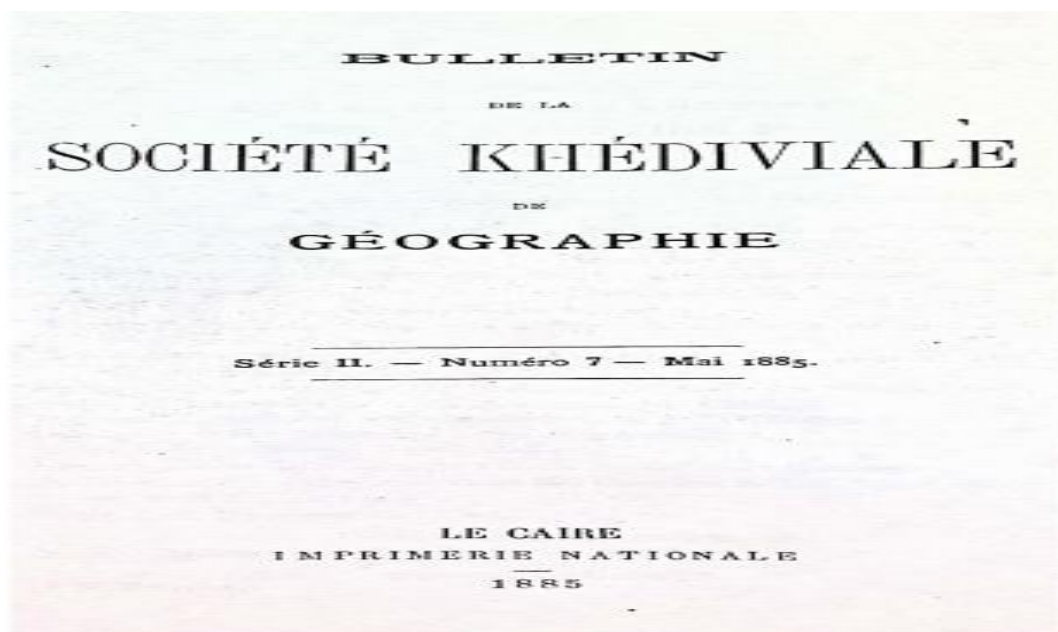 BULLETIN
DE LA
SOCIÉTÉ KHÉDIVIALE
DE
GÉOGRAPHIE
Série II. — Numéro 7 — Mai 1885.
LE CAIRE
IMPRIMERIE NATIONALE
1885